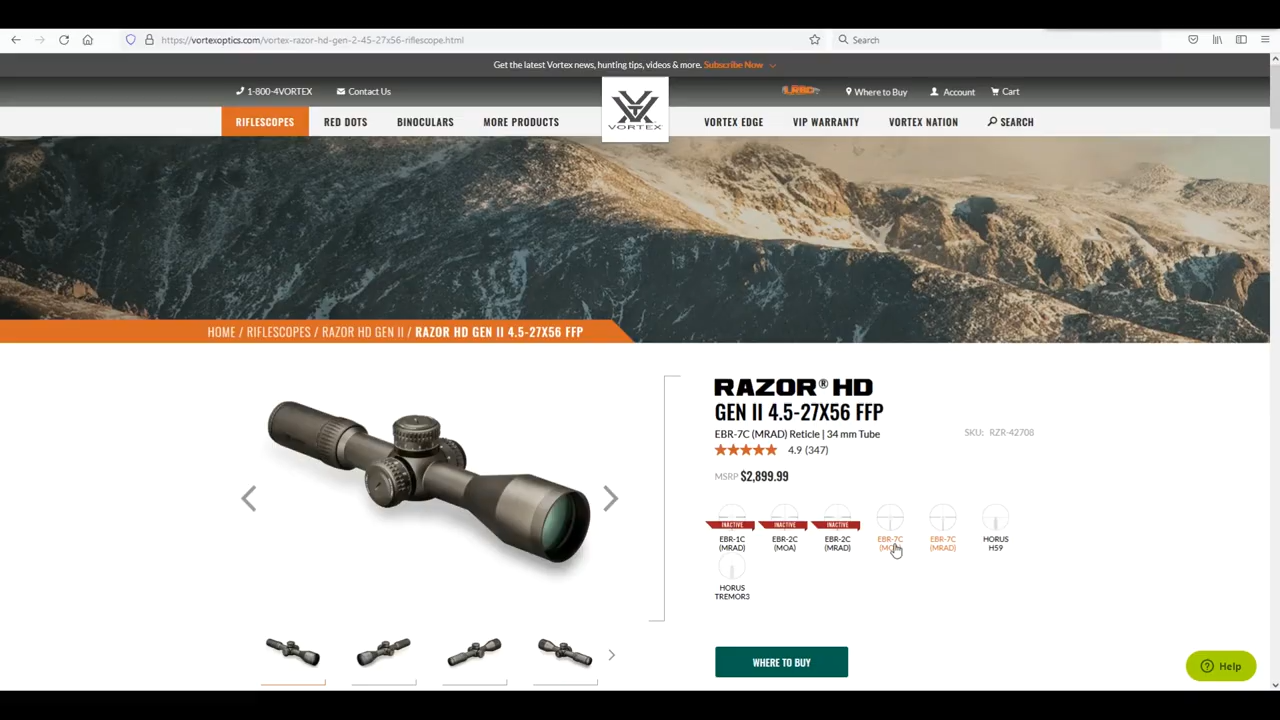 https://vortexoptics.com/vortex-razor-hd-gen-2-45-27x56-riflescope.html
Search
Get the latest Vortex news, hunting tips, videos & more. Subscribe Now
1-800-4VORTEX
Contact Us
Where to Buy
Account
Cart
RIFLESCOPES
RED DOTS
BINOCULARS
MORE PRODUCTS
VORTEX
VORTEX EDGE
VIP WARRANTY
VORTEX NATION
SEARCH
HOME / RIFLESCOPES / RAZOR HD GEN II / RAZOR HD GEN II 4.5-27X56 FFP
RAZOR® HD
GEN II 4.5-27X56 FFP
EBR-7C (MRAD) Reticle | 34 mm Tube
SKU: RZR-42708
4.9 (347)
MSRP $2,899.99
INACTIVE
INACTIVE
INACTIVE
EBR-1C
(MRAD)
EBR-2C
(MOA)
EBR-2C
(MRAD)
EBR-7C
EBR-7C
(MRAD)
HORUS
H59
HORUS
TREMOR3
WHERE TO BUY
Help